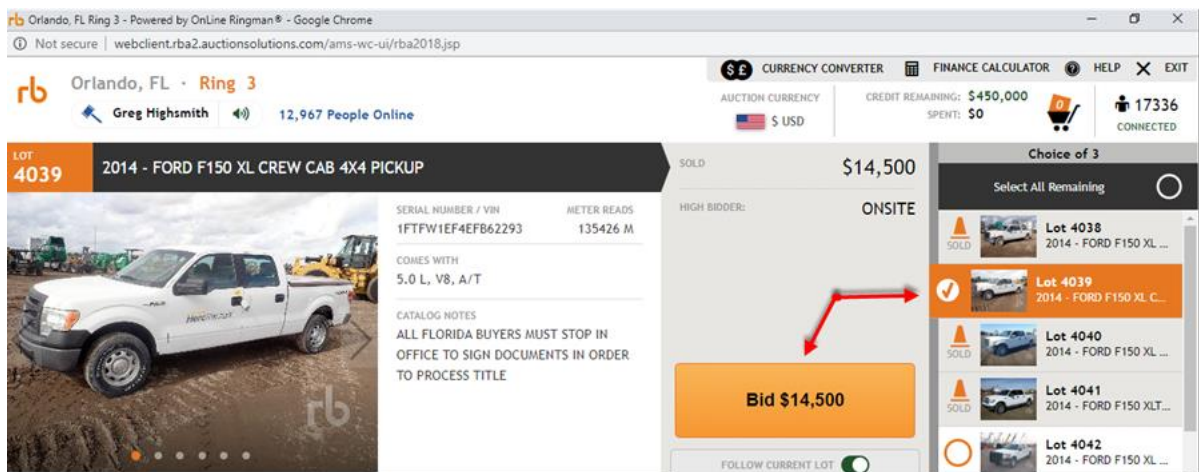 rb Orlando, FL Ring 3 - Powered by OnLine Ringman® - Google Chrome
Not secure | webclient.rba2.auctionsolutions.com/ams-wc-ui/rba2018.jsp
$£ CURRENCY CONVERTER FINANCE CALCULATOR ? HELP X EXIT
rb
Orlando, FL · Ring 3
Greg Highsmith 12,967 People Online
AUCTION CURRENCY
$ USD
CREDIT REMAINING: $450,000
SPENT: $0
0
17336
CONNECTED
LOT
4039
2014 - FORD F150 XL CREW CAB 4X4 PICKUP
SERIAL NUMBER / VIN
1FTFW1EF4EFB62293
METER READS
135426 M
COMES WITH
5.0 L, V8, A/T
CATALOG NOTES
ALL FLORIDA BUYERS MUST STOP IN
OFFICE TO SIGN DOCUMENTS IN ORDER
TO PROCESS TITLE
rb
SOLD $14,500
HIGH BIDDER: ONSITE
Bid $14,500
FOLLOW CURRENT LOT
Choice of 3
Select All Remaining
SOLD
Lot 4038
2014 - FORD F150 XL ...
Lot 4039
2014 - FORD F150 XL C...
SOLD
Lot 4040
2014 - FORD F150 XL ...
SOLD
Lot 4041
2014 - FORD F150 XLT...
Lot 4042
2014 - FORD F150 XL ...